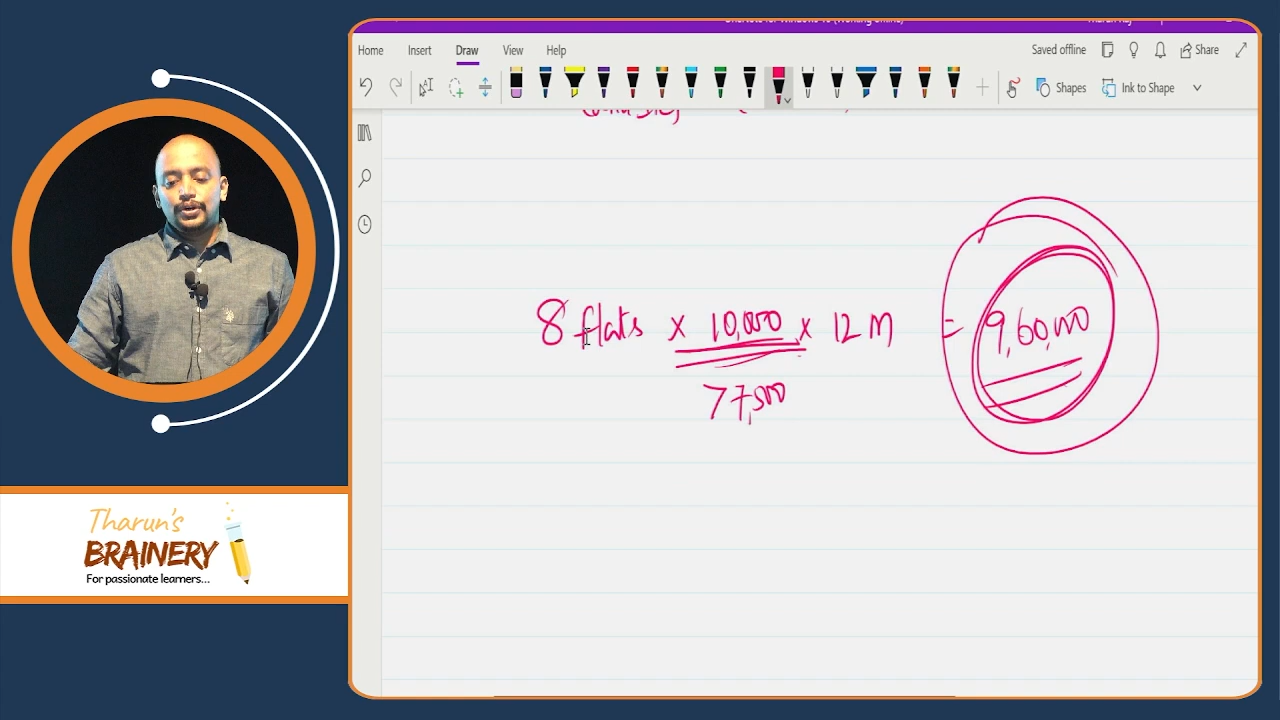 Home Insert Draw View Help Saved offline Share
Shapes Ink to Shape
8 flats x 10,000 x 12 M = 9,60,000
77,500
Tharun's
BRAINERY
For passionate learners...